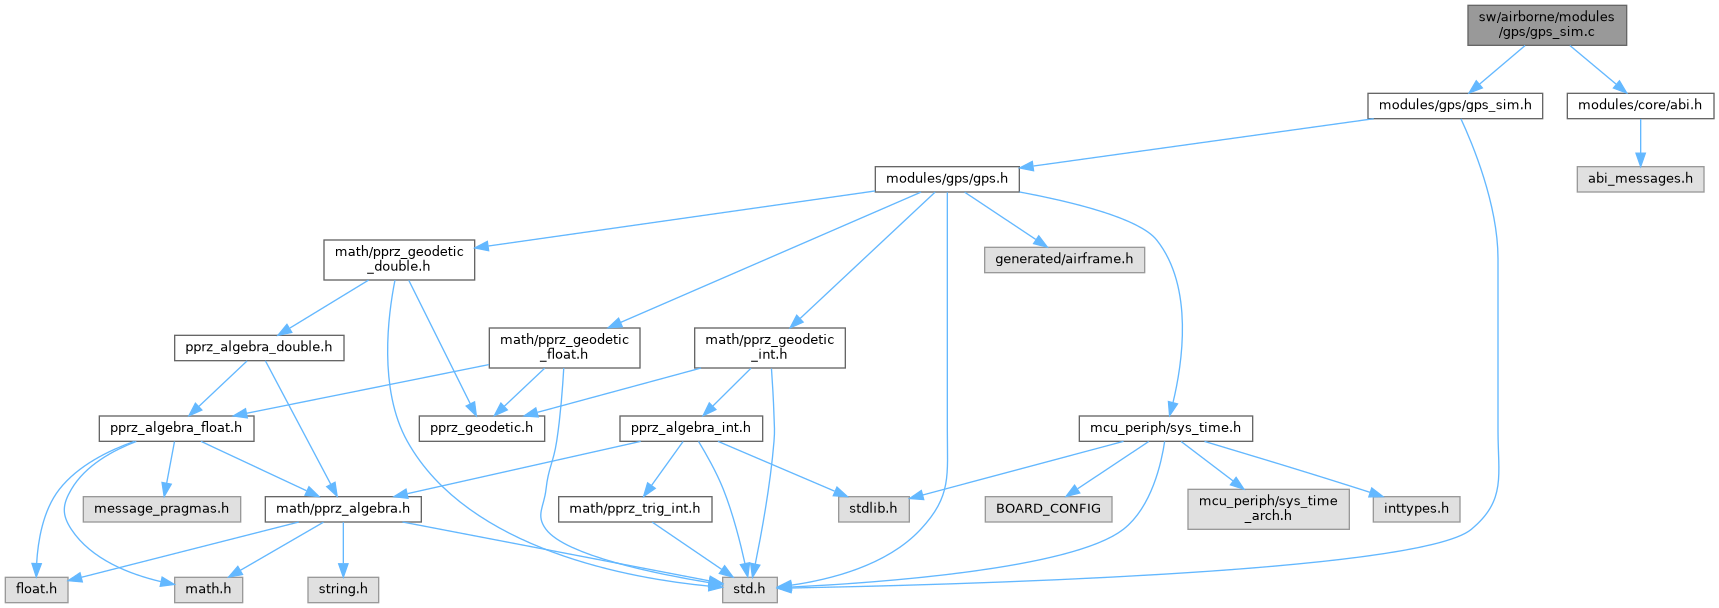 sw/airborne/modules
/gps/gps_sim.c
modules/gps/gps_sim.h
modules/core/abi.h
modules/gps/gps.h
abi_messages.h
math/pprz_geodetic
_double.h
generated/airframe.h
pprz_algebra_double.h
math/pprz_geodetic
_float.h
math/pprz_geodetic
_int.h
pprz_algebra_float.h
pprz_geodetic.h
pprz_algebra_int.h
mcu_periph/sys_time.h
message_pragmas.h
math/pprz_algebra.h
math/pprz_trig_int.h
stdlib.h
BOARD_CONFIG
mcu_periph/sys_time
_arch.h
inttypes.h
float.h
math.h
string.h
std.h